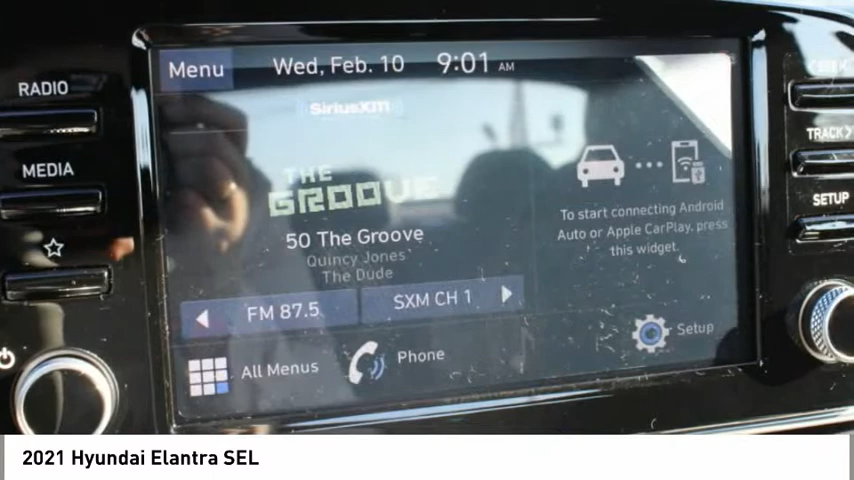 RADIO
MEDIA
Menu
Wed, Feb. 10
9:01 AM
SiriusXM
THE
GROOVE
50 The Groove
Quincy Jones
The Dude
FM 87.5
SXM CH 1
All Menus
Phone
To start connecting Android
Auto or Apple CarPlay, press
this widget.
Setup
TRACK
SETUP
2021 Hyundai Elantra SEL